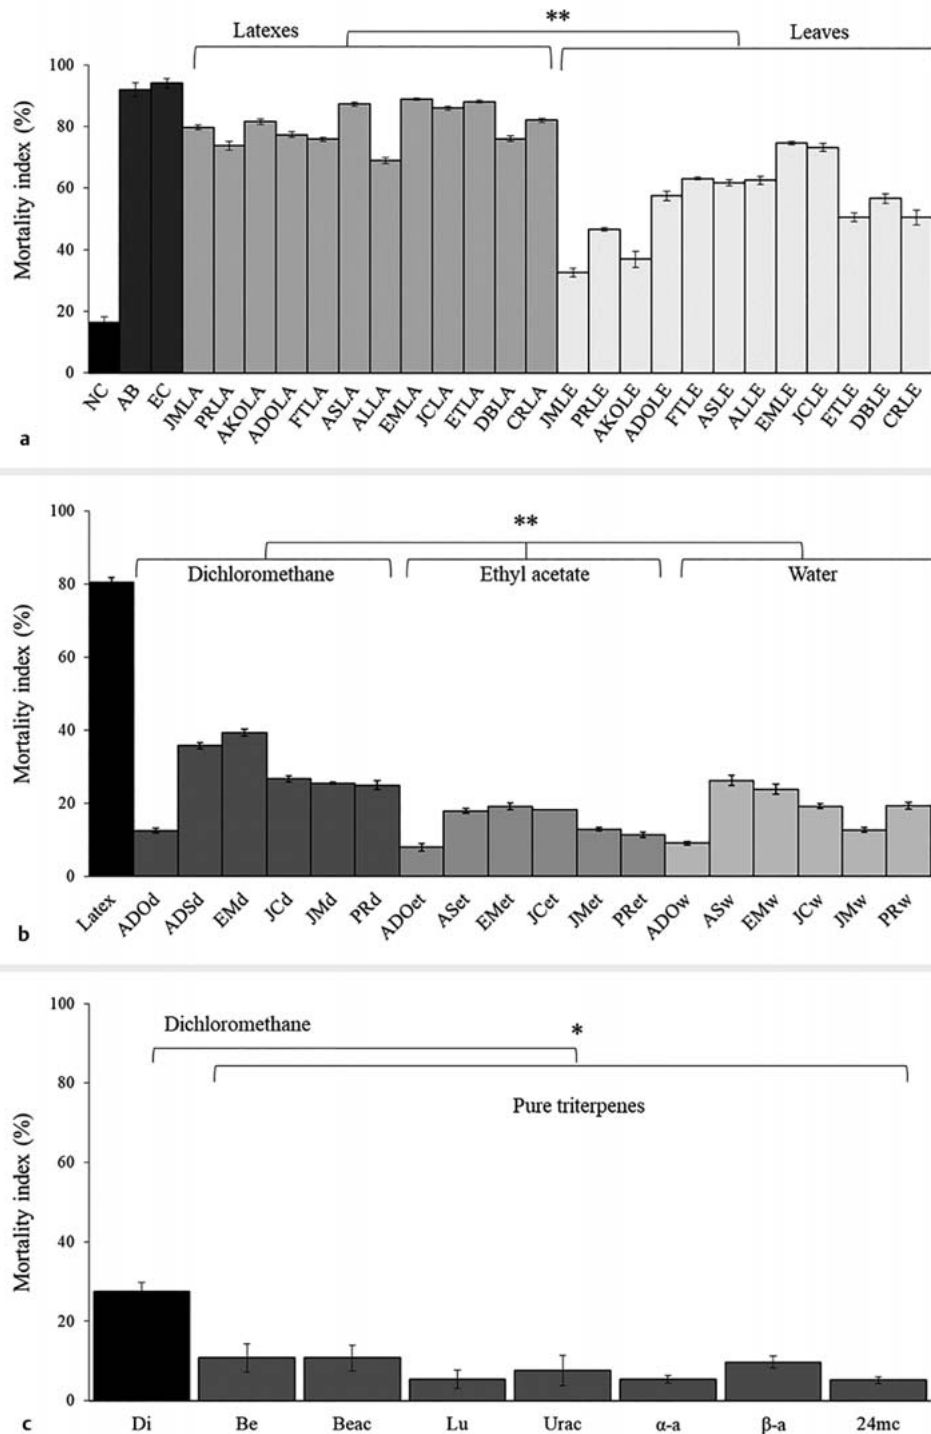 **
Latexes
Leaves
Mortality index (%)
100
80
60
40
20
0
NC AB EC JMLA PRLA AKOLA ADOLA FTLA ASLA ALLA EMLA JCLA ETLA DBLA CRLA JMLE PRLE AKOLE ADOLE FTLE ASLE ALLE EMLE JCLE ETLE DBLE CRLE
a
**
Dichloromethane Ethyl acetate Water
Mortality index (%)
100
80
60
40
20
0
Latex ADOd ADSd EMd JCd JMd PRd ADOet ASet EMet JCet JMet PRet ADOw ASw EMw JCw JMw PRw
b
Dichloromethane
*
Pure triterpenes
Mortality index (%)
100
80
60
40
20
0
Di Be Beac Lu Urac α-a β-a 24mc
c